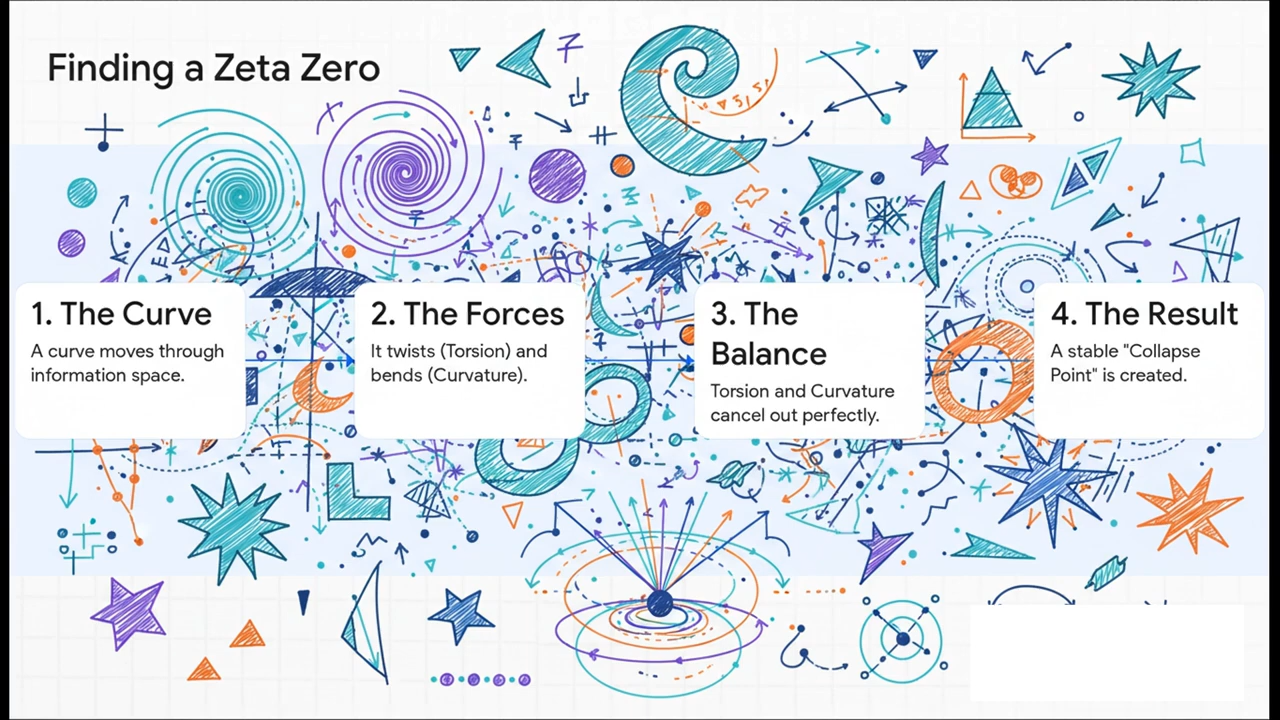 Finding a Zeta Zero
1. The Curve
A curve moves through
information space.
2. The Forces
It twists (Torsion) and
bends (Curvature).
3. The
Balance
Torsion and Curvature
cancel out perfectly.
4. The Result
A stable "Collapse
Point" is created.